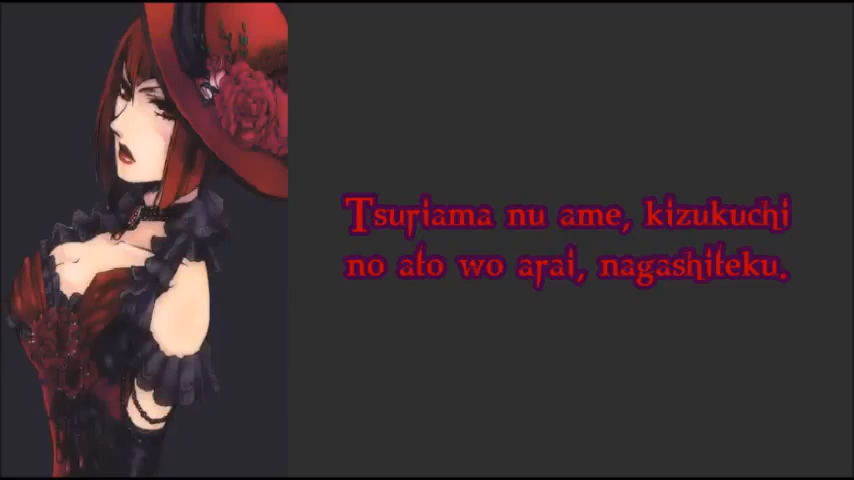 Tsuriama nu ame, kizukuchi
no ato wo arai, nagashiteku.